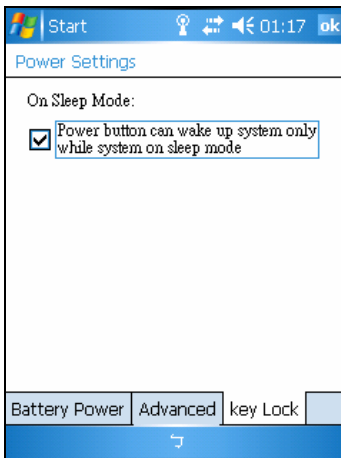 Start 01:17 ok
Power Settings
On Sleep Mode:
Power button can wake up system only
while system on sleep mode
Battery Power Advanced key Lock